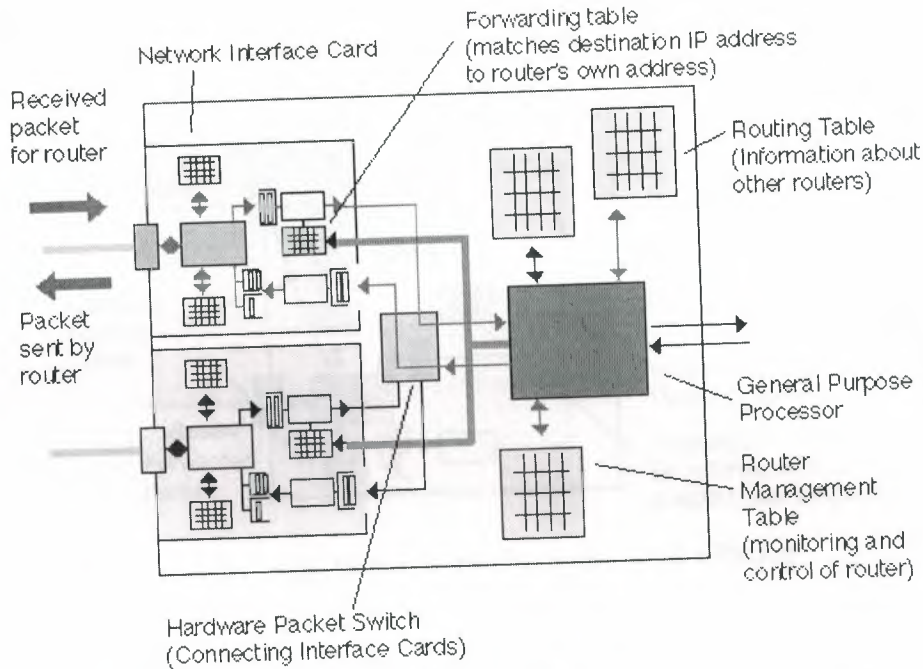 Forwarding table
(matches destination IP address
to router's own address)
Network Interface Card
Received
packet
for router
Routing Table
(Information about
other routers)
Packet
sent by
router
General Purpose
Processor
Router
Management
Table
(monitoring and
control of router)
Hardware Packet Switch
(Connecting Interface Cards)